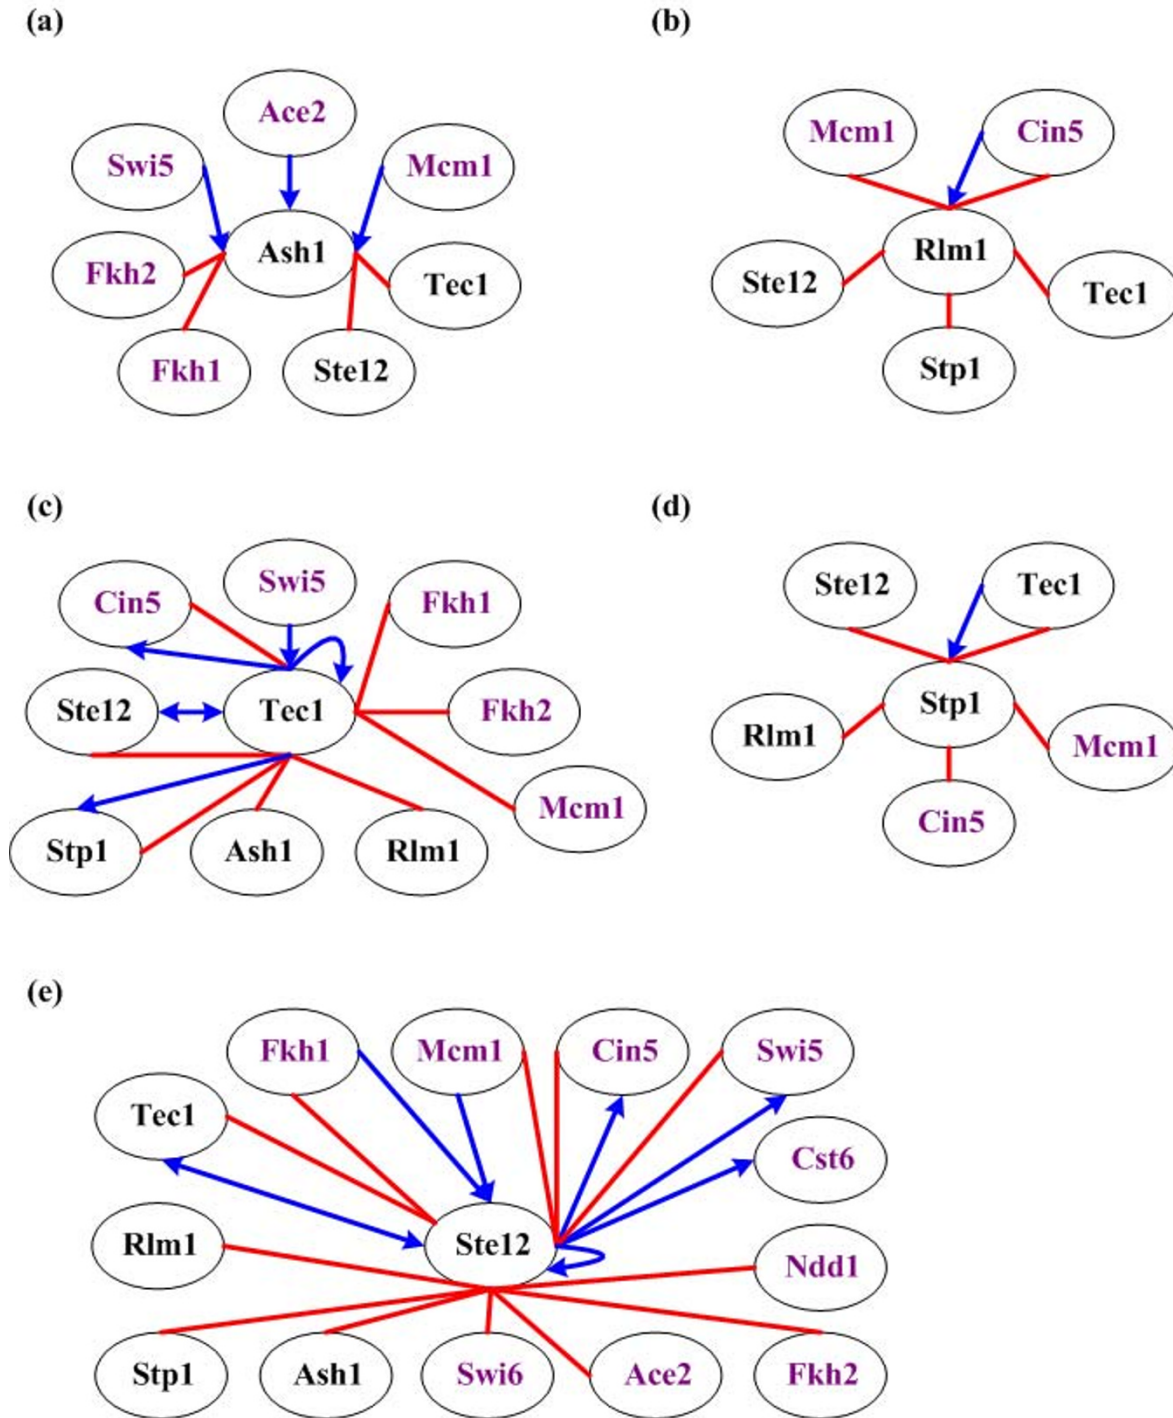 (a)
(b)
Ace2
Swi5
Mcm1
Fkh2
Ash1
Tec1
Fkh1
Ste12
Mcm1
Cin5
Ste12
Rlm1
Tec1
Stp1
(c)
(d)
Cin5
Swi5
Fkh1
Ste12
Tec1
Fkh2
Mcm1
Stp1
Ash1
Rlm1
Ste12
Tec1
Rlm1
Stp1
Mcm1
Cin5
(e)
Fkh1
Mcm1
Cin5
Swi5
Tec1
Cst6
Rlm1
Ste12
Ndd1
Stp1
Ash1
Swi6
Ace2
Fkh2